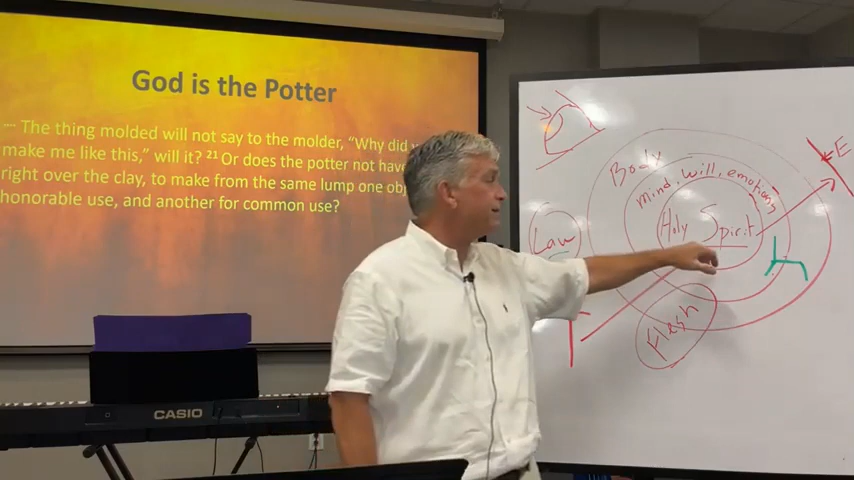 God is the Potter
The thing molded will not say to the molder, "Why did
make me like this," will it? 21 Or does the potter not have
right over the clay, to make from the same lump one
honorable use, and another for common use?
CASIO
Body
mind, will, emotions
Holy Spirit
Law
Flesh
E